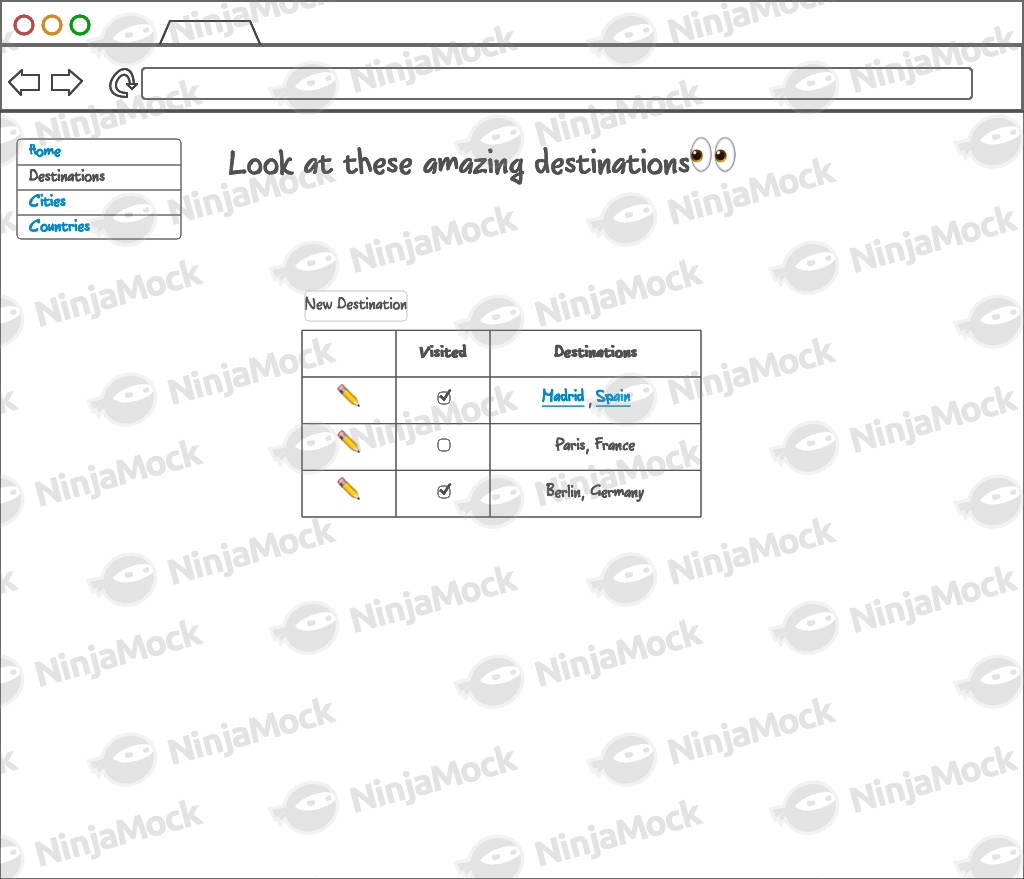 Home
Destinations
Cities
Countries
Look at these amazing destinations
New Destination
Visited Destinations
Madrid , Spain
Paris, France
Berlin, Germany
NinjaMock